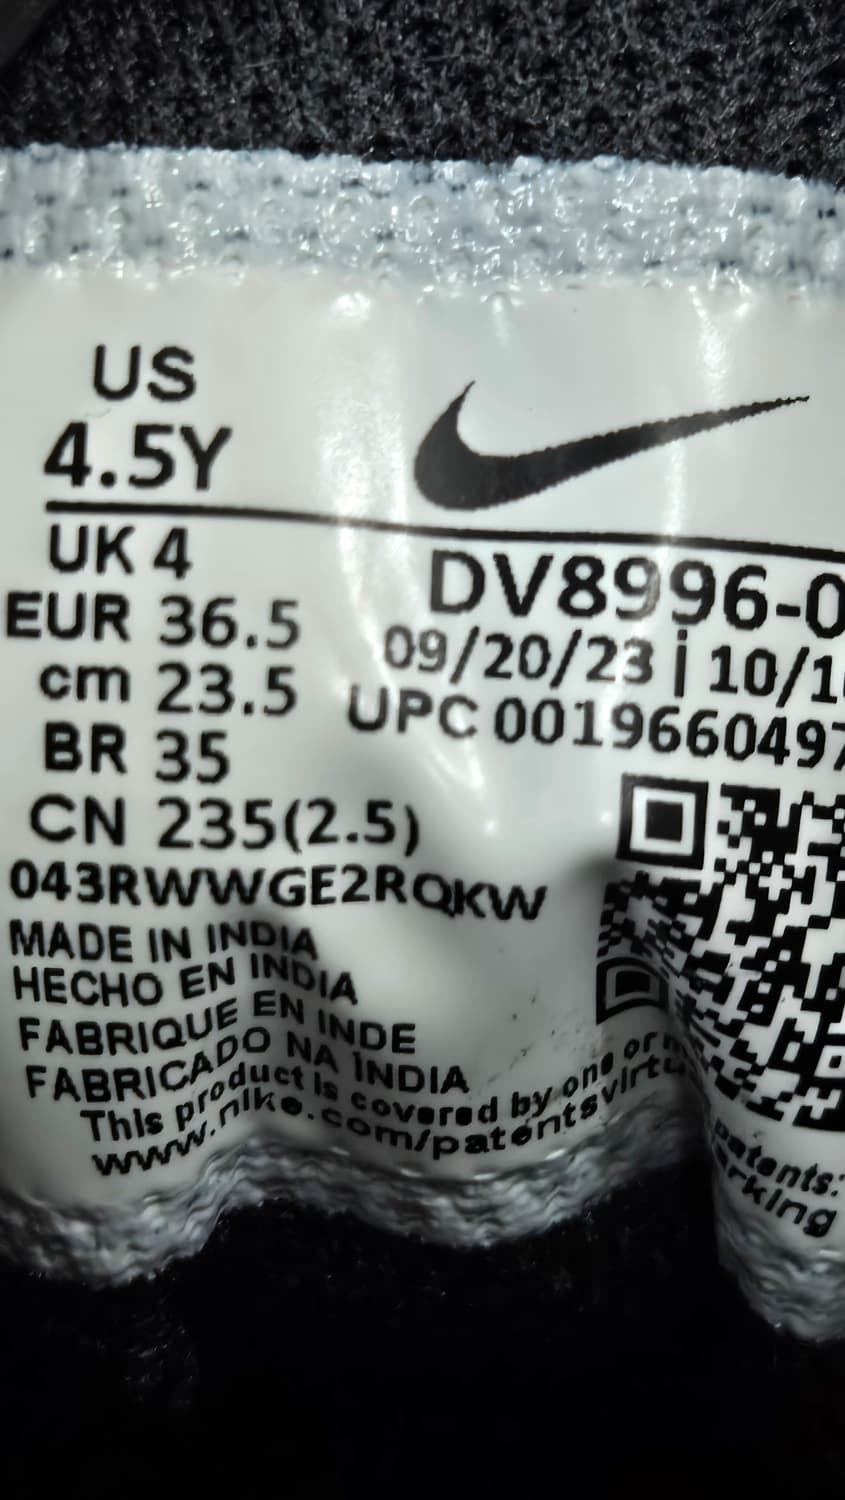 US
4.5Y
UK 4
EUR 36.5
cm 23.5
BR 35
CN 235(2.5)
DV8996-0
09/20/23 | 10/1
UPC 0019660497
043RWWGE2RQKW
MADE IN INDIA
HECHO EN INDIA
FABRIQUE EN INDE
FABRICADO NA ÌNDIA
This product is covered by one or patents:
www.nike.com/patentsvirtu arking